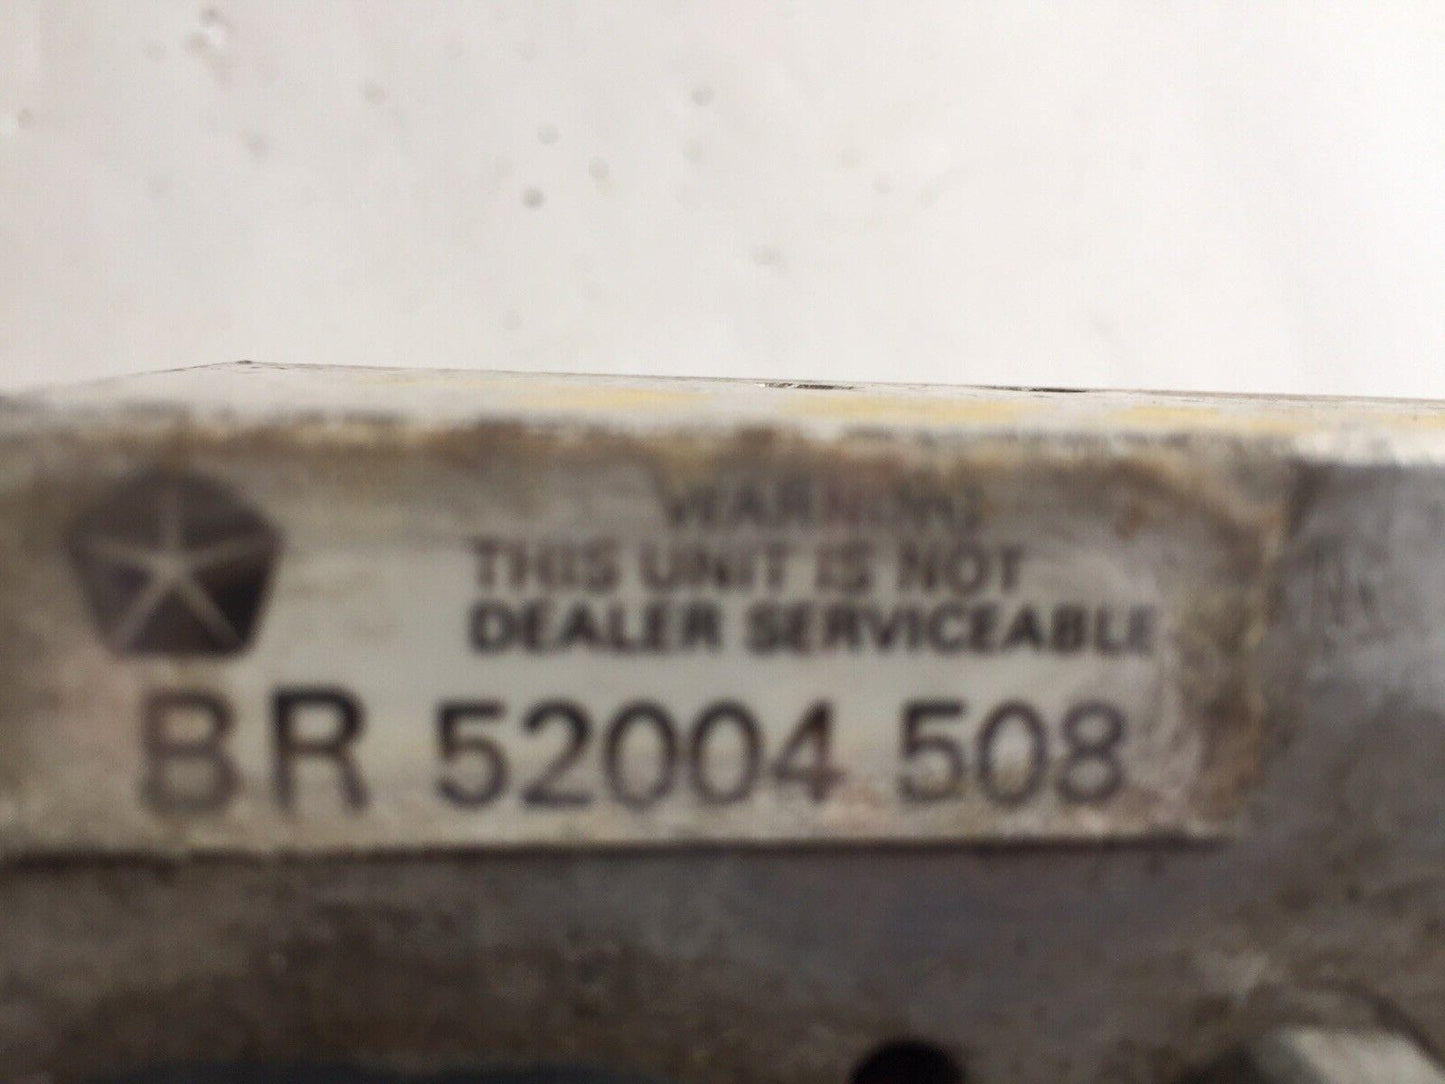 WARNING
THIS UNIT IS NOT
DEALER SERVICEABLE
BR 52004 508